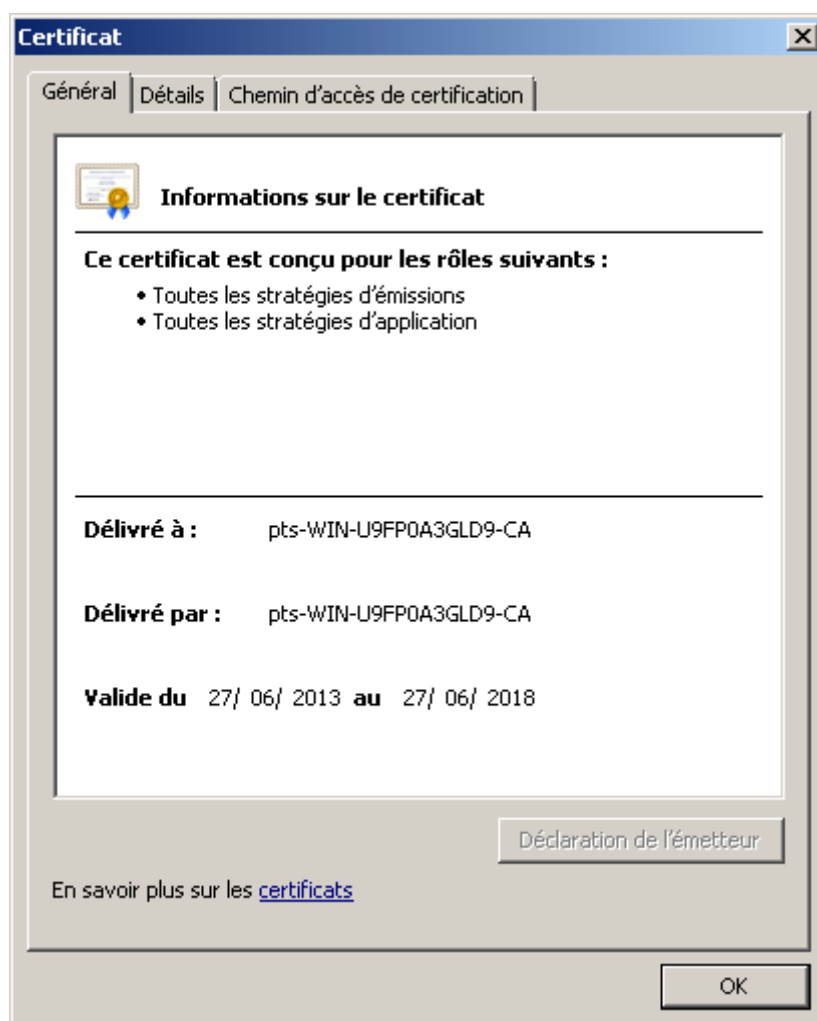 Certificat
Général
Détails
Chemin d'accès de certification
Informations sur le certificat
Ce certificat est conçu pour les rôles suivants :
• Toutes les stratégies d'émissions
• Toutes les stratégies d'application
Délivré à : pts-WIN-U9FP0A3GLD9-CA
Délivré par : pts-WIN-U9FP0A3GLD9-CA
Valide du 27/ 06/ 2013 au 27/ 06/ 2018
Déclaration de l'émetteur
En savoir plus sur les certificats
OK